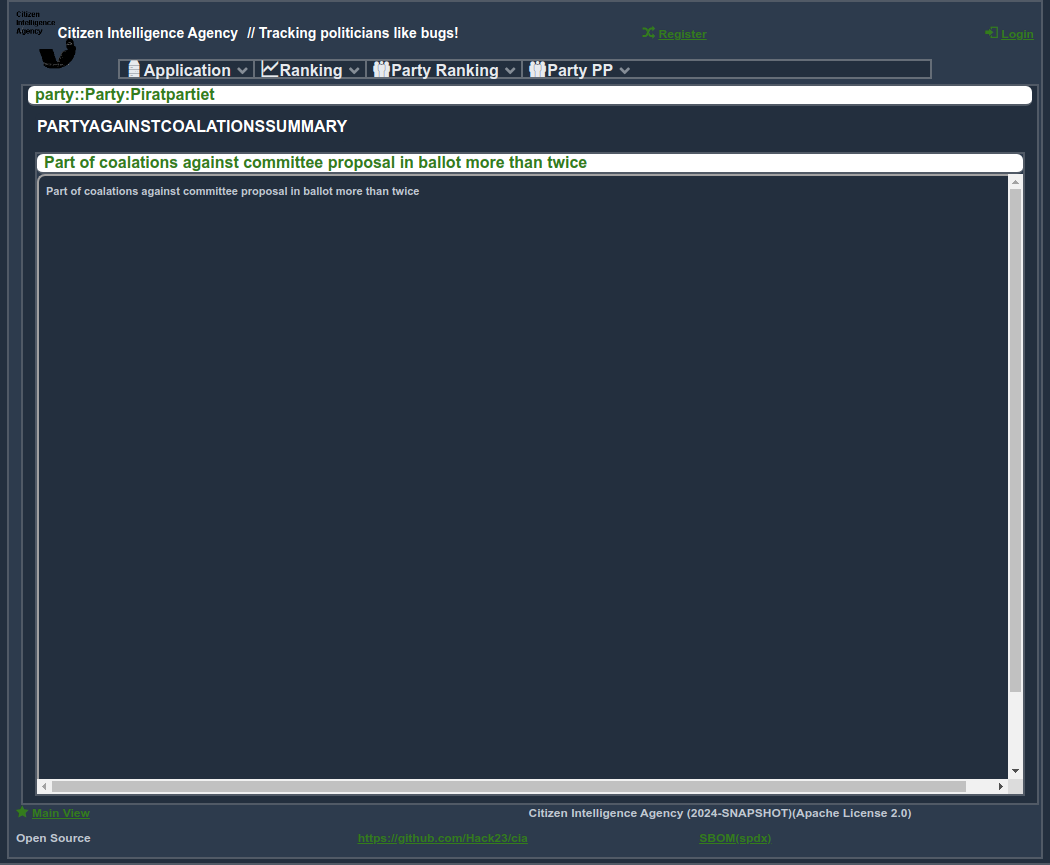 Citizen
Intelligence
Agency
Citizen Intelligence Agency // Tracking politicians like bugs!
Register
Login
Application
Ranking
Party Ranking
Party PP
party::Party:Piratpartiet
PARTYAGAINSTCOALATIONSSUMMARY
Part of coalations against committee proposal in ballot more than twice
Part of coalations against committee proposal in ballot more than twice
Main View
Citizen Intelligence Agency (2024-SNAPSHOT)(Apache License 2.0)
Open Source
https://github.com/Hack23/cia
SBOM(spdx)